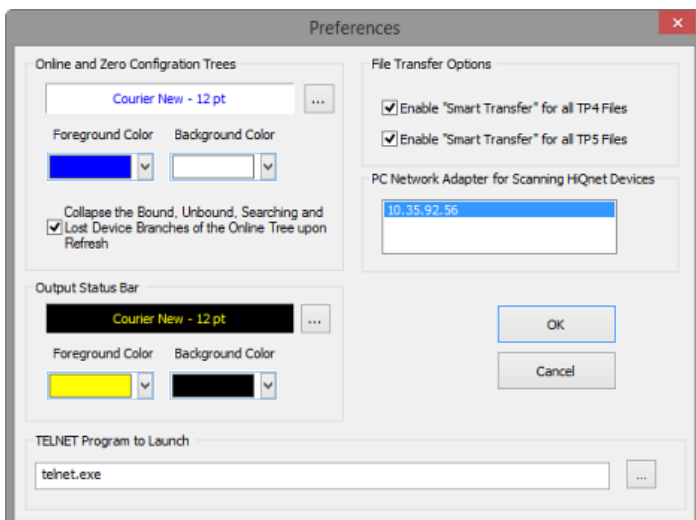 Preferences
Online and Zero Configration Trees
Courier New - 12 pt
...
Foreground Color
Background Color
Collapse the Bound, Unbound, Searching and
Lost Device Branches of the Online Tree upon
Refresh
Output Status Bar
Courier New - 12 pt
...
Foreground Color
Background Color
File Transfer Options
Enable "Smart Transfer" for all TP4 Files
Enable "Smart Transfer" for all TP5 Files
PC Network Adapter for Scanning HiQnet Devices
10.35.92.56
OK
Cancel
TELNET Program to Launch
telnet.exe
...